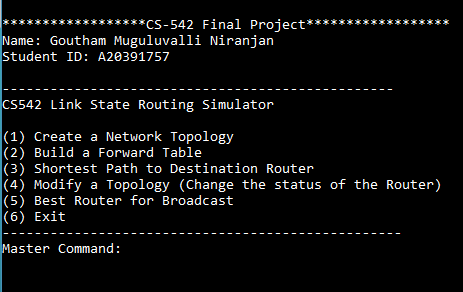 ******************CS-542 Final Project******************
Name: Goutham Muguluvalli Niranjan
Student ID: A20391757
-------------------------------------------------
CS542 Link State Routing Simulator
(1) Create a Network Topology
(2) Build a Forward Table
(3) Shortest Path to Destination Router
(4) Modify a Topology (Change the status of the Router)
(5) Best Router for Broadcast
(6) Exit
--------------------------------------------------
Master Command: